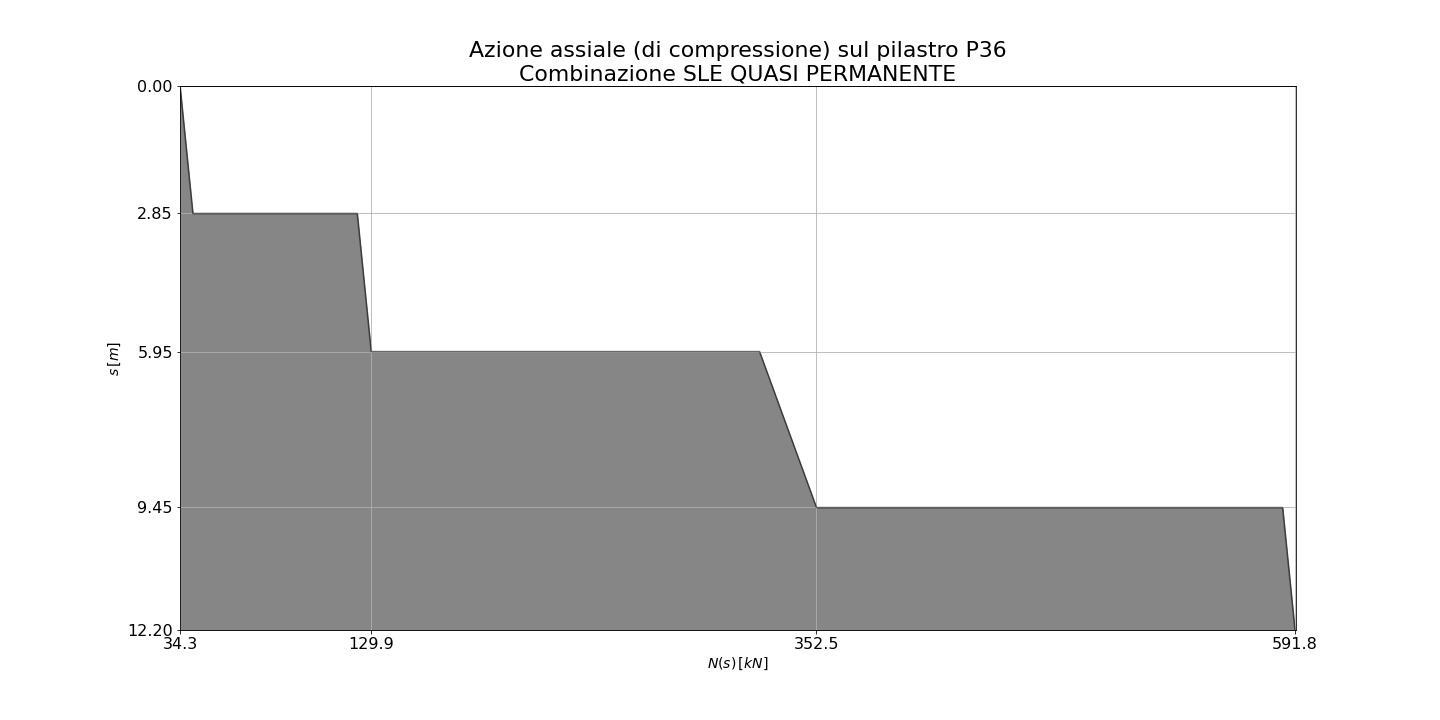 Azione assiale (di compressione) sul pilastro P36
Combinazione SLE QUASI PERMANENTE
0.00
2.85
5.95
9.45
12.20
s [m]
34.3 129.9 352.5 591.8
N(s) [kN]